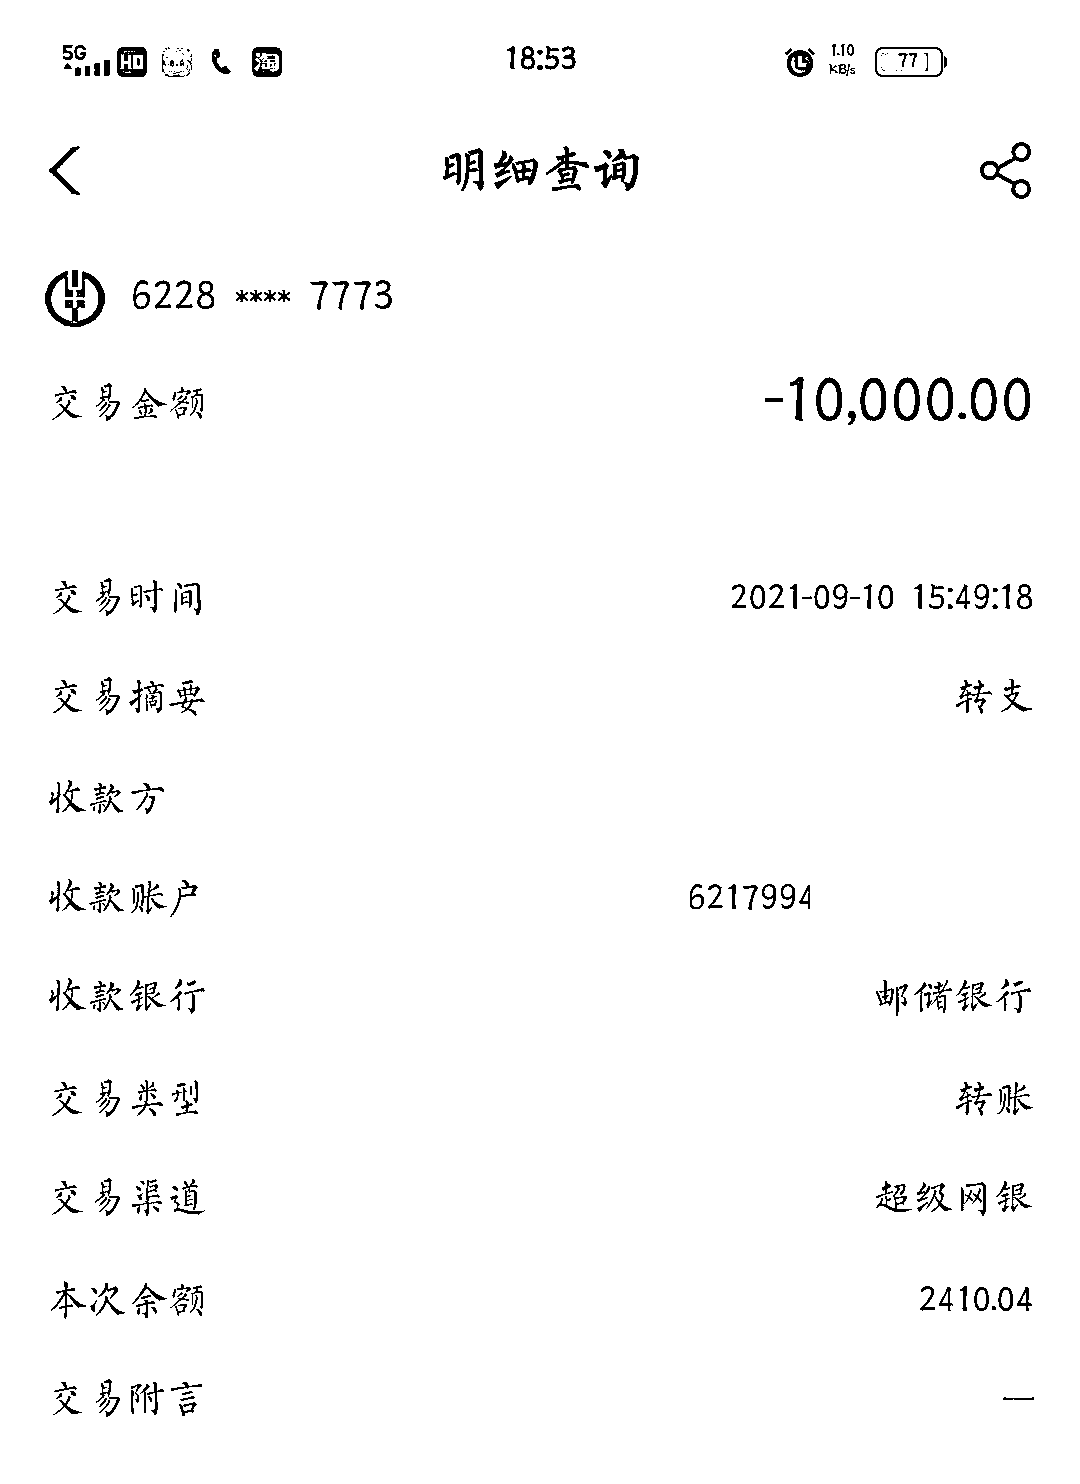 5G HD 淘 18:53 1.10 KB/s 77
明细查询
6228 **** 7773
交易金额 -10,000.00
交易时间 2021-09-10 15:49:18
交易摘要 转支
收款方
收款账户 6217994
收款银行 邮储银行
交易类型 转账
交易渠道 超级网银
本次余额 2410.04
交易附言 —